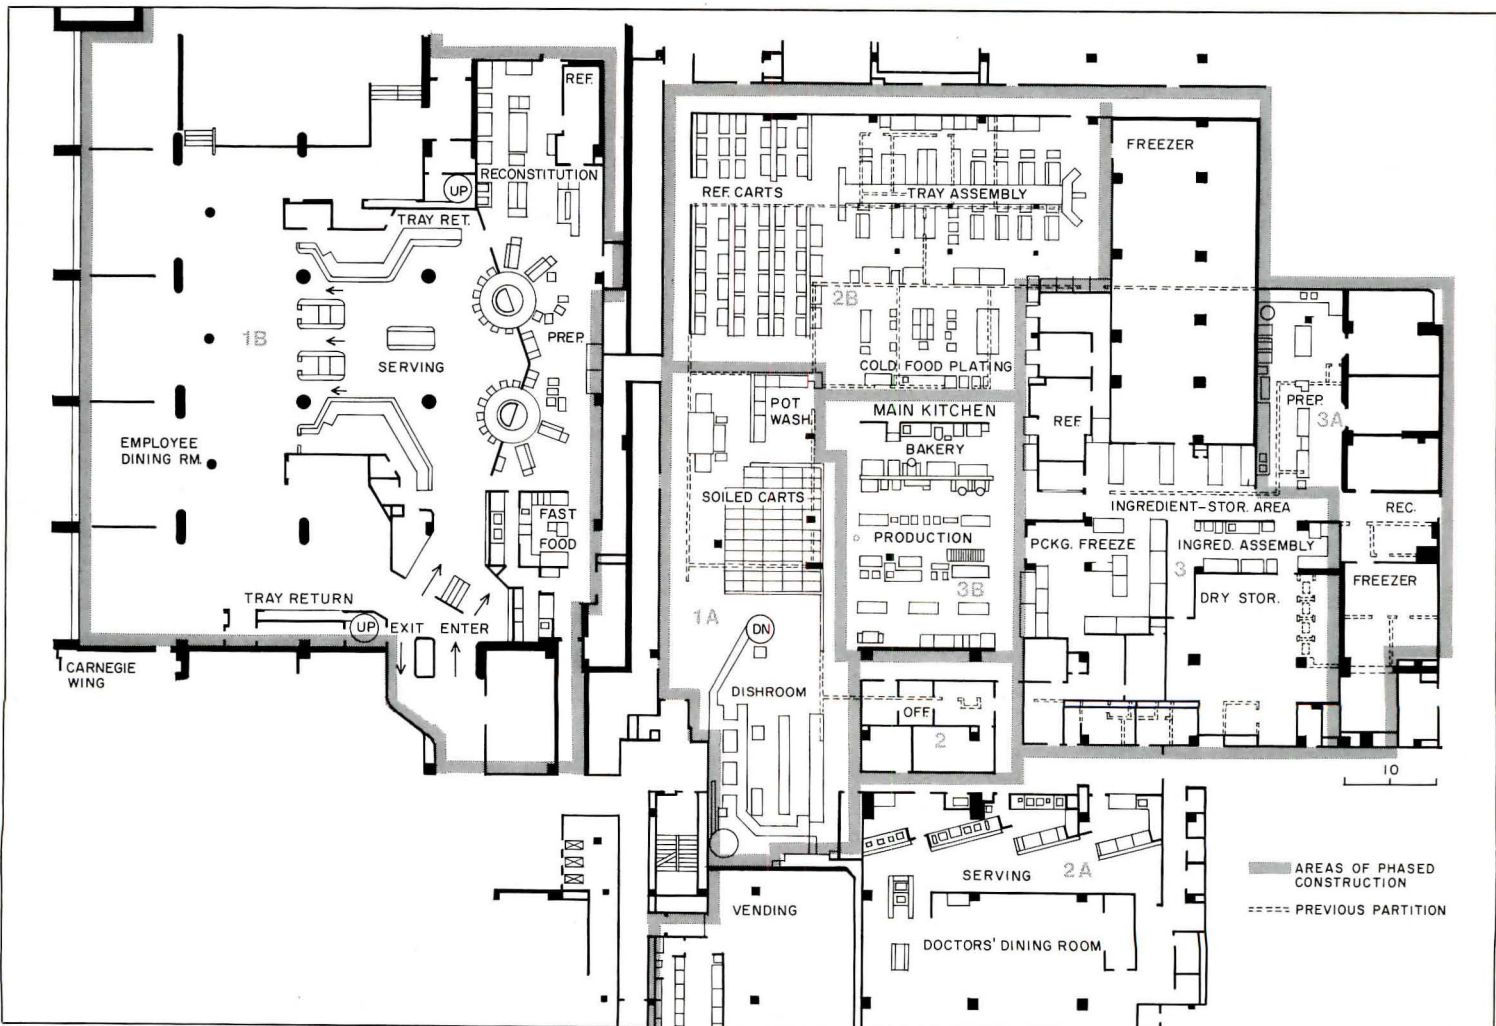 REF.
RECONSTITUTION
UP
TRAY RET.
1B
PREP.
SERVING
EMPLOYEE
DINING RM.
FAST
FOOD
TRAY RETURN
UP
EXIT
ENTER
CARNEGIE
WING
REF. CARTS
TRAY ASSEMBLY
2B
COLD FOOD PLATING
FREEZER
POT
WASH
MAIN KITCHEN
BAKERY
REF.
PREP.
3A
SOILED CARTS
PRODUCTION
3B
INGREDIENT-STOR. AREA
REC.
PCKG. FREEZE
INGRED. ASSEMBLY
3
DRY STOR.
FREEZER
1A
DN
DISHROOM
OFF.
2
10
SERVING
2A
VENDING
DOCTORS' DINING ROOM
AREAS OF PHASED
CONSTRUCTION
PREVIOUS PARTITION